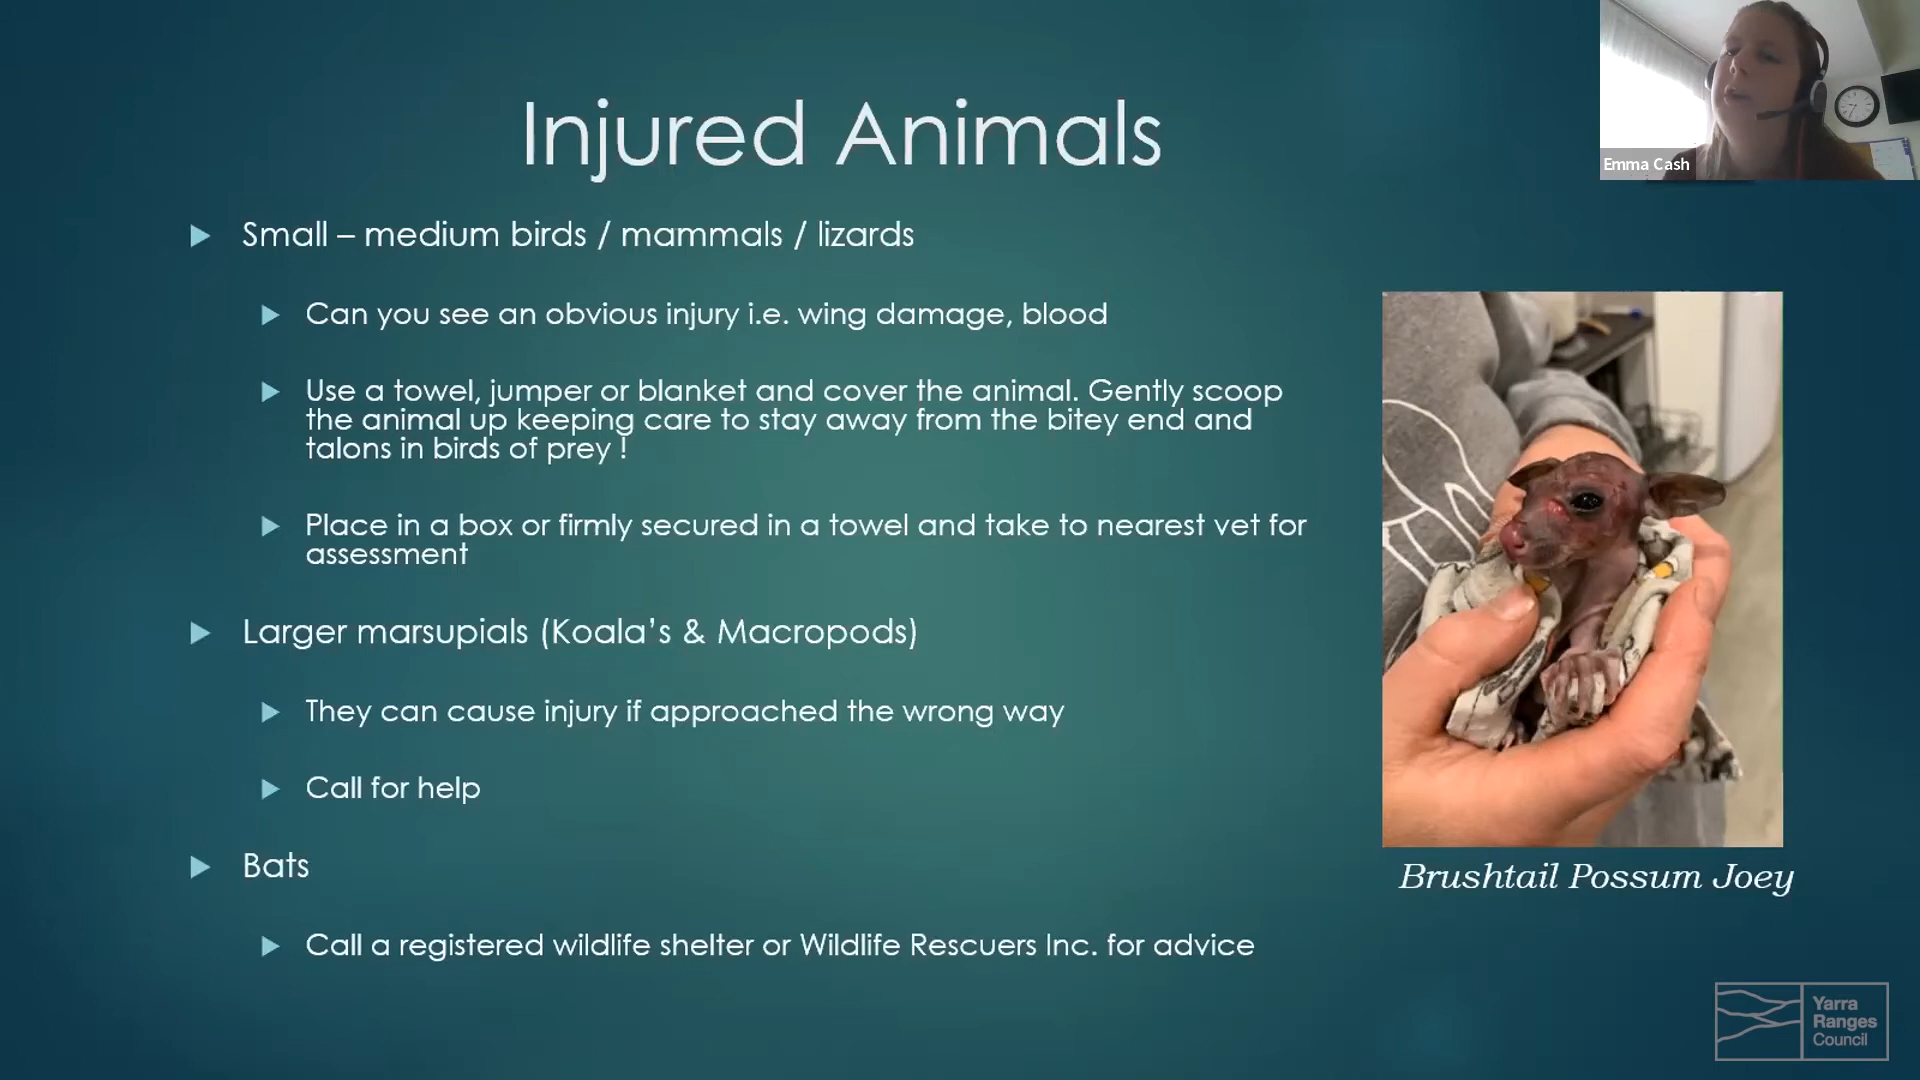 Injured Animals
Emma Cash
Small – medium birds / mammals / lizards
Can you see an obvious injury i.e. wing damage, blood
Use a towel, jumper or blanket and cover the animal. Gently scoop
the animal up keeping care to stay away from the bitey end and
talons in birds of prey !
Place in a box or firmly secured in a towel and take to nearest vet for
assessment
Larger marsupials (Koala's & Macropods)
They can cause injury if approached the wrong way
Call for help
Bats
Call a registered wildlife shelter or Wildlife Rescuers Inc. for advice
Brushtail Possum Joey
Yarra
Ranges
Council